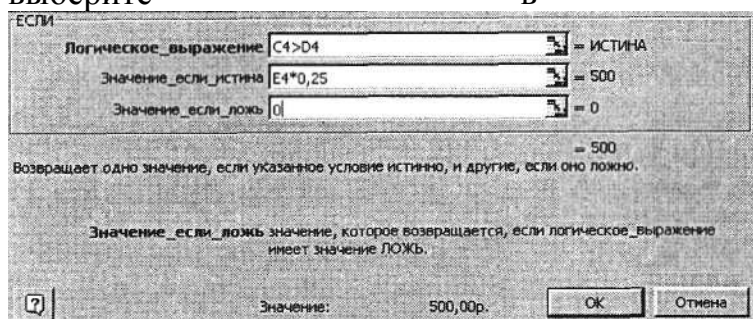 выберите в
ЕСЛИ
Логическое_выражение C4>D4 = ИСТИНА
Значение_если_истина E4*0,25 = 500
Значение_если_ложь 0 = 0
= 500
Возвращает одно значение, если указанное условие истинно, и другие, если оно ложно.
Значение_если_ложь значение, которое возвращается, если логическое_выражение
имеет значение ЛОЖЬ.
? Значение: 500,00р. ОК Отмена